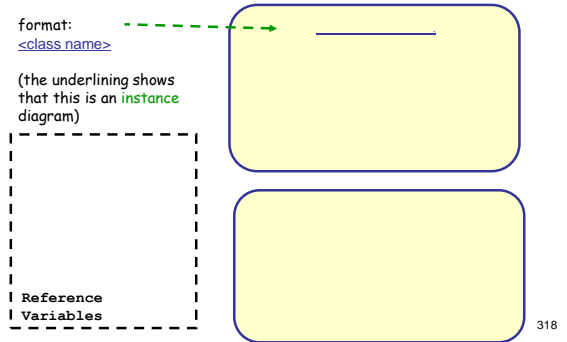 format:
<class name>
(the underlining shows
that this is an instance
diagram)
Reference
Variables
318